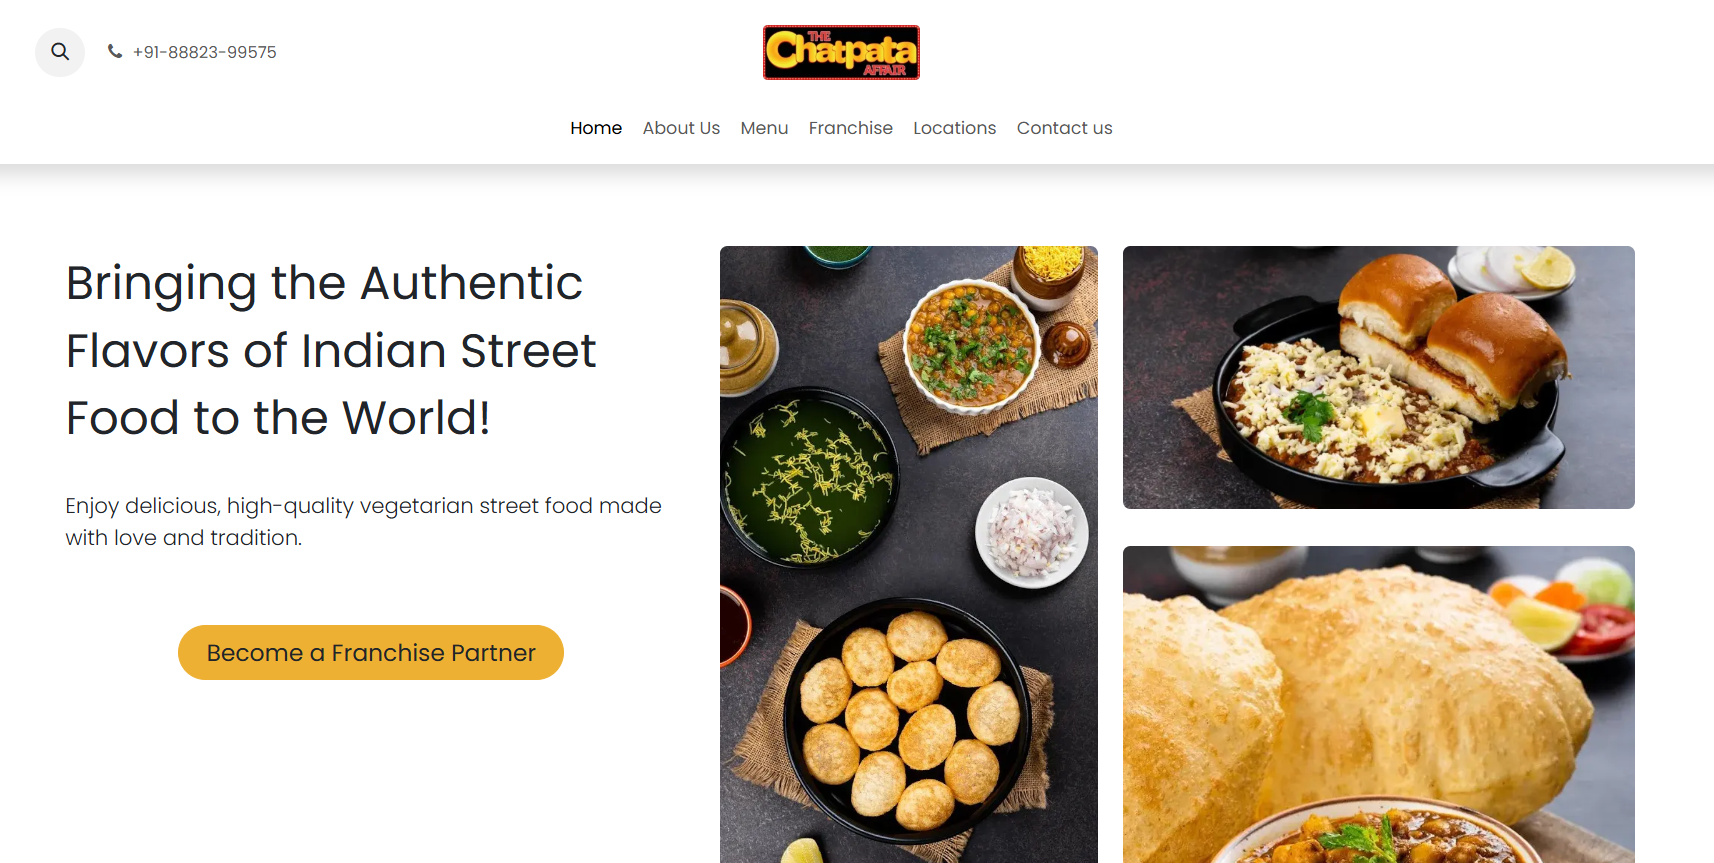 +91-88823-99575
THE
Chatpata
AFFAIR
Home About Us Menu Franchise Locations Contact us
Bringing the Authentic
Flavors of Indian Street
Food to the World!
Enjoy delicious, high-quality vegetarian street food made
with love and tradition.
Become a Franchise Partner